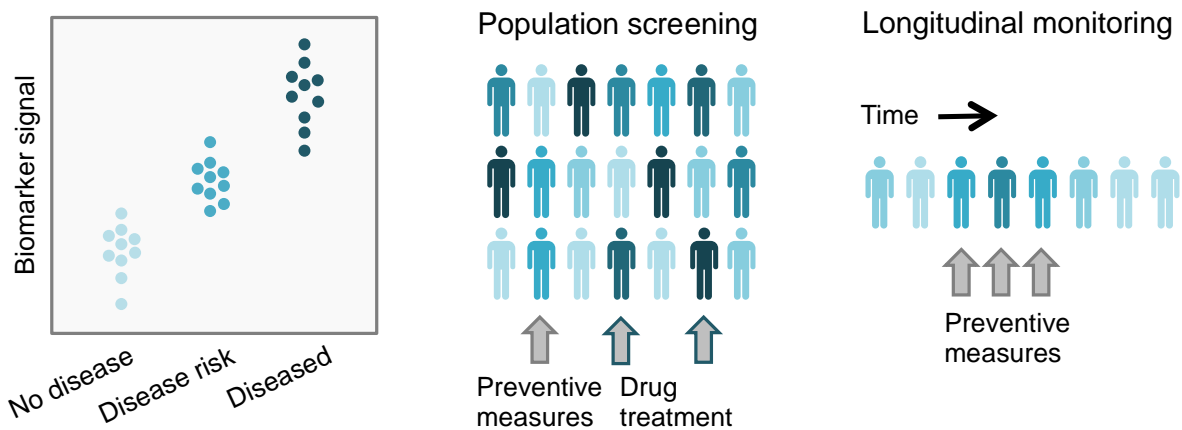 Biomarker signal
No disease
Disease risk
Diseased
Population screening
Preventive
measures
Drug
treatment
Longitudinal monitoring
Time
Preventive
measures